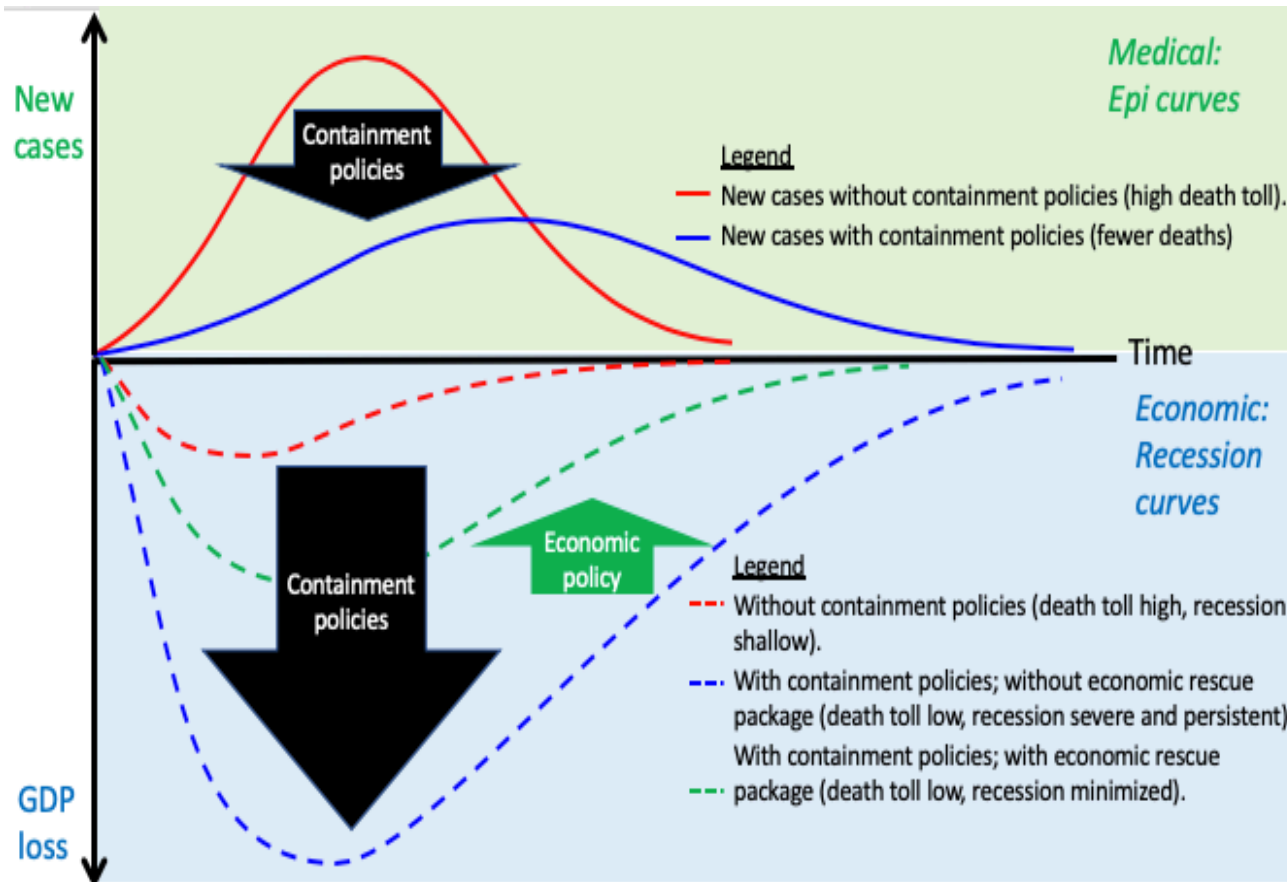 New
cases
Containment
policies
Medical:
Epi curves
Legend
New cases without containment policies (high death toll).
New cases with containment policies (fewer deaths)
Time
Economic:
Recession
curves
Containment
policies
Economic
policy
Legend
Without containment policies (death toll high, recession
shallow).
With containment policies; without economic rescue
package (death toll low, recession severe and persistent)
With containment policies; with economic rescue
package (death toll low, recession minimized).
GDP
loss